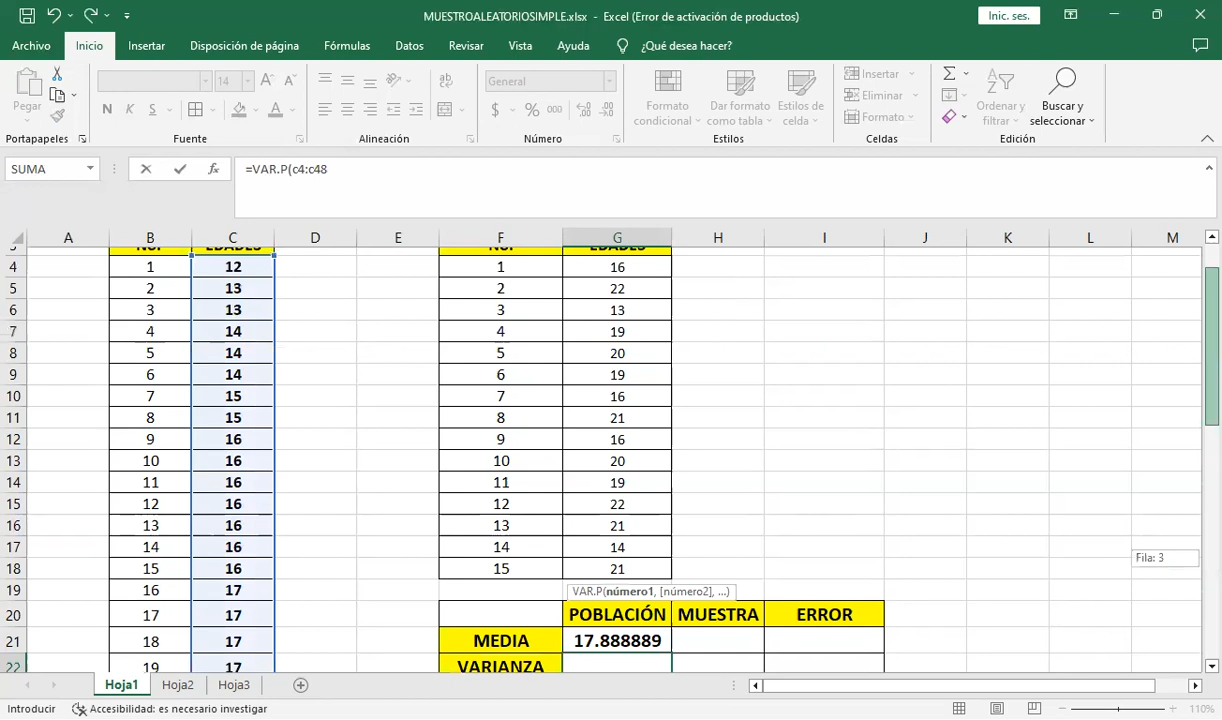 MUESTROALEATORIOSIMPLE.xlsx - Excel (Error de activación de productos)
Inic. ses.
Archivo Inicio Insertar Disposición de página Fórmulas Datos Revisar Vista Ayuda ¿Qué desea hacer?
Pegar
N K S
14
A A
General
$ % 000
Formato condicional
Dar formato como tabla
Estilos de celda
Insertar
Eliminar
Formato
Ordenar y filtrar
Buscar y seleccionar
Portapapeles Fuente Alineación Número Estilos Celdas Edición
SUMA fx =VAR.P(c4:c48
A B C D E F G H I J K L M
3 NÚ. EDADES NÚ. EDADES
4 1 12 1 16
5 2 13 2 22
6 3 13 3 13
7 4 14 4 19
8 5 14 5 20
9 6 14 6 19
10 7 15 7 16
11 8 15 8 21
12 9 16 9 16
13 10 16 10 20
14 11 16 11 19
15 12 16 12 22
16 13 16 13 21
17 14 16 14 14
Fila: 3
18 15 16 15 21
19 16 17 VAR.P(número1, [número2], ...)
20 17 17 POBLACIÓN MUESTRA ERROR
21 18 17 MEDIA 17.888889
22 19 17 VARIANZA
Hoja1 Hoja2 Hoja3
Introducir Accesibilidad: es necesario investigar 110%